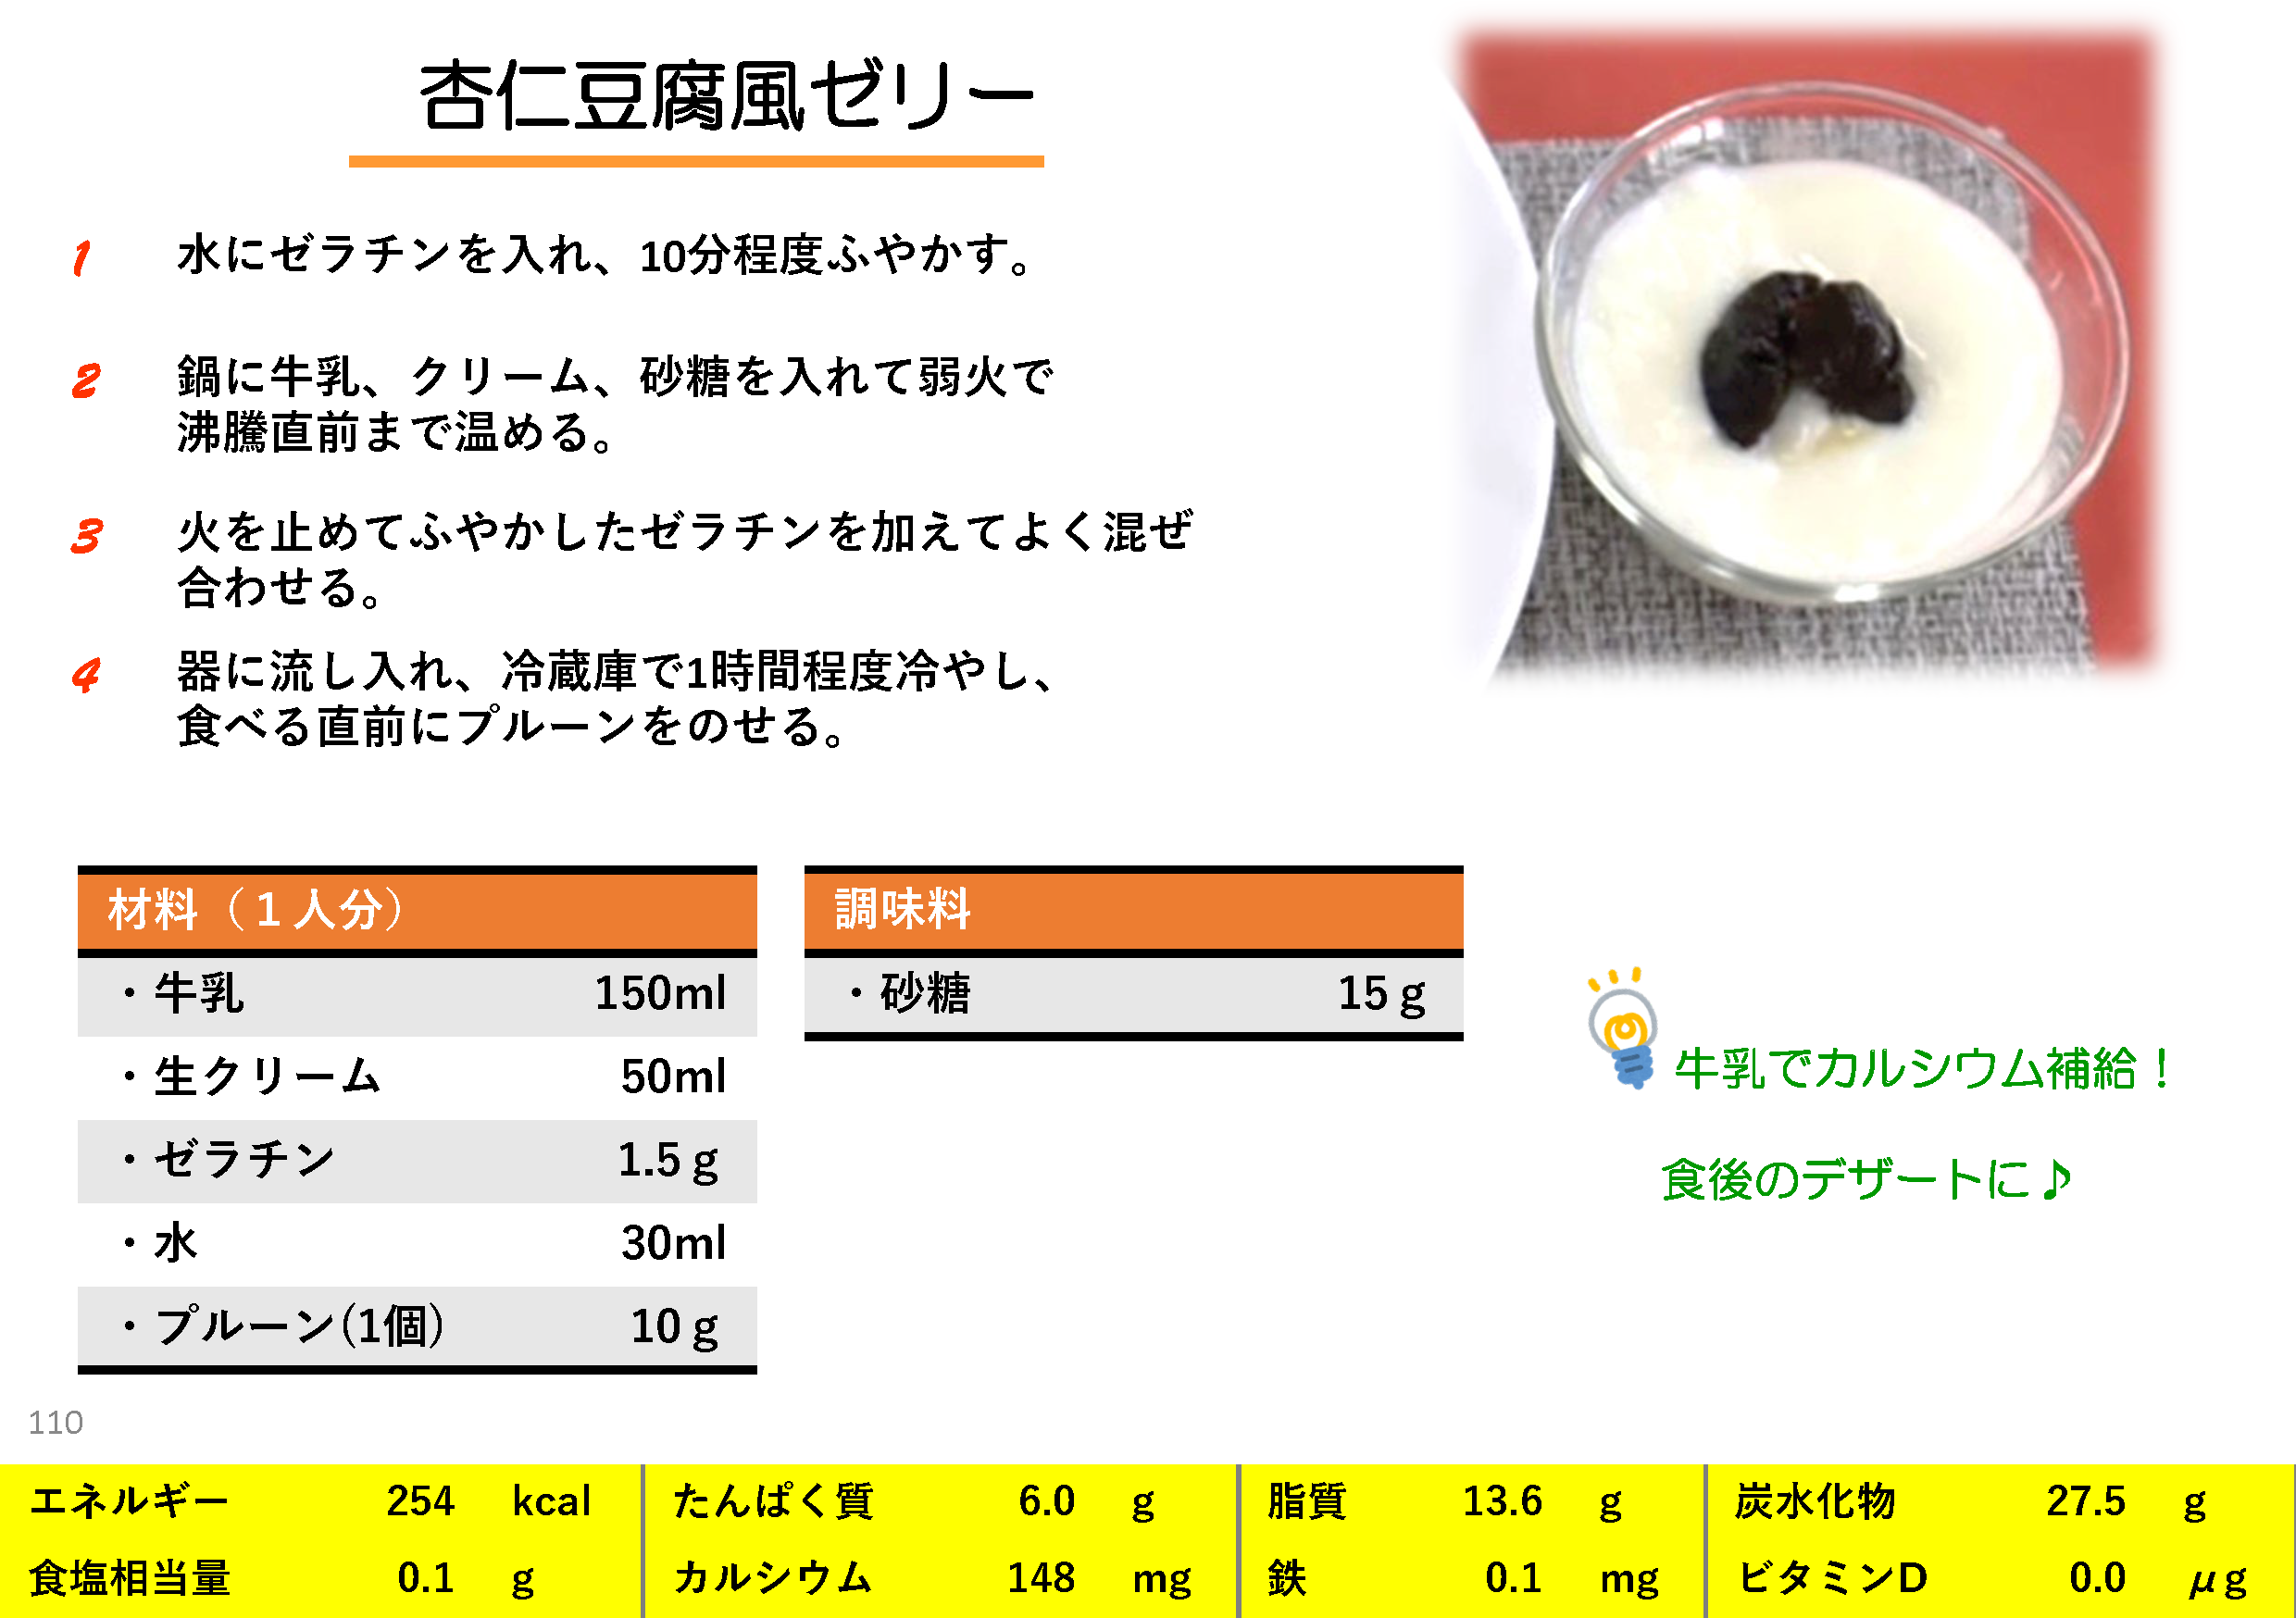 杏仁豆腐風ゼリー
1 水にゼラチンを入れ、10分程度ふやかす。
2 鍋に牛乳、クリーム、砂糖を入れて弱火で
沸騰直前まで温める。
3 火を止めてふやかしたゼラチンを加えてよく混ぜ
合わせる。
4 器に流し入れ、冷蔵庫で1時間程度冷やし、
食べる直前にプルーンをのせる。
材料（１人分）
・牛乳 150ml
・生クリーム 50ml
・ゼラチン 1.5 g
・水 30ml
・プルーン(1個) 10 g
調味料
・砂糖 15 g
牛乳でカルシウム補給！
食後のデザートに♪
110
エネルギー 254 kcal たんぱく質 6.0 g 脂質 13.6 g 炭水化物 27.5 g
食塩相当量 0.1 g カルシウム 148 mg 鉄 0.1 mg ビタミンD 0.0 μg